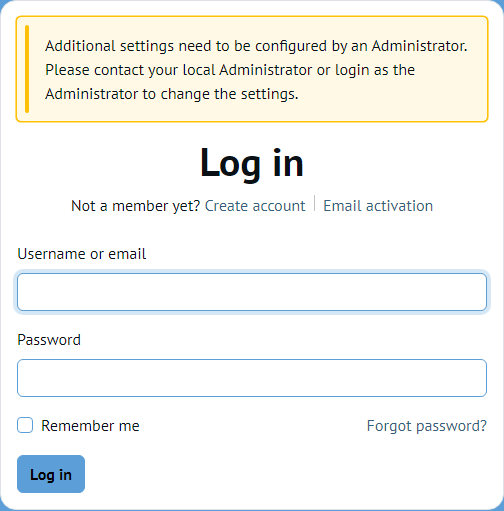 Additional settings need to be configured by an Administrator.
Please contact your local Administrator or login as the
Administrator to change the settings.
Log in
Not a member yet? Create account | Email activation
Username or email
Password
Remember me
Forgot password?
Log in